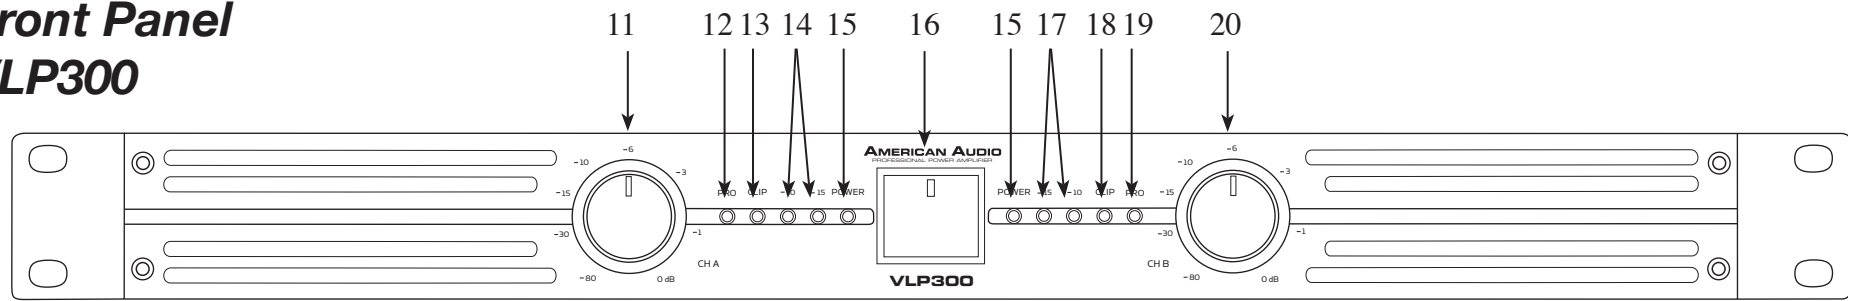 ront Panel
LP300
11 12 13 14 15 16 15 17 18 19 20
AMERICAN AUDIO
PROFESSIONAL POWER AMPLIFIER
-6
-10
-3
-15
-30
-1
-80
0 dB
CH A
PRO CLIP -10 -15 POWER
POWER -15 -10 CLIP PRO
-6
-10
-3
-15
-30
-1
-80
0 dB
CH B
VLP300